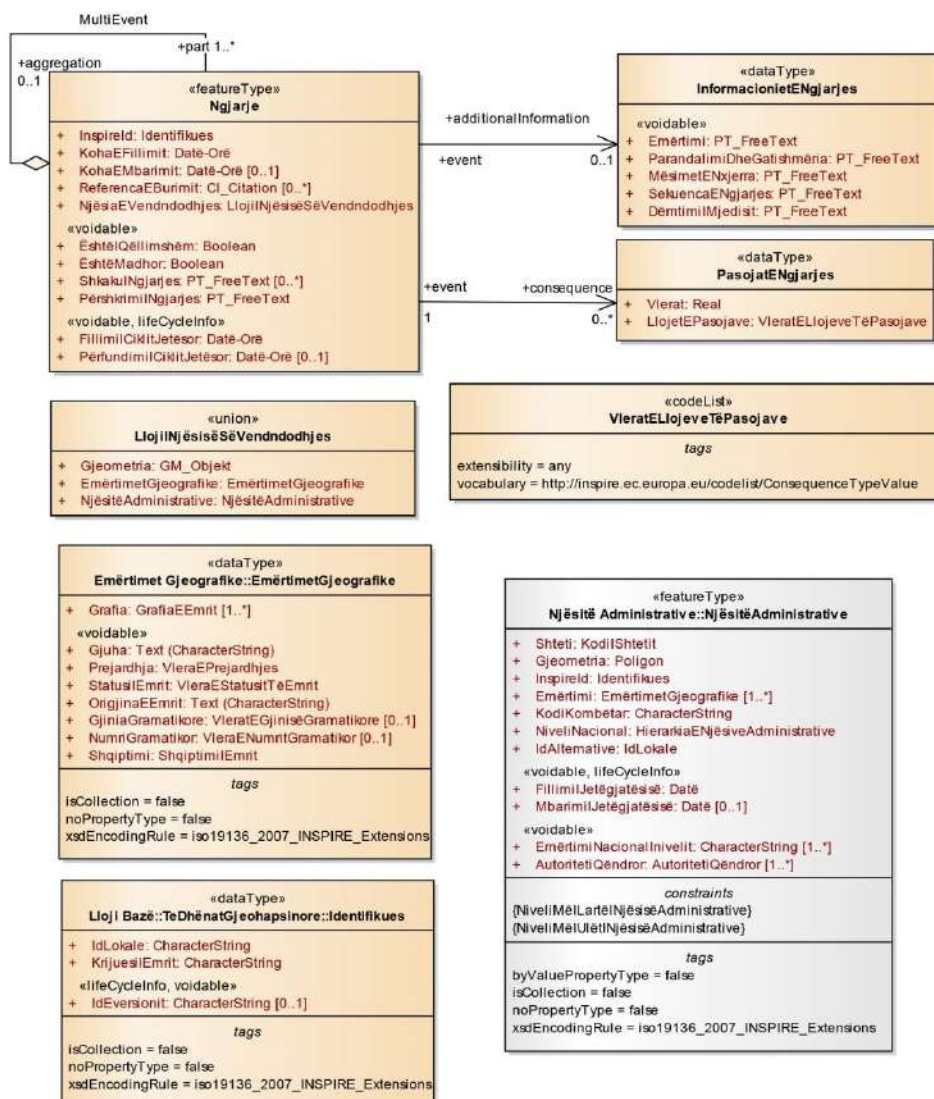 MultiEvent
+part 1..*
+aggregation
0..1
«featureType»
Ngjarje
+ InspireId: Identifikues
+ KohaEFillimit: Datë-Orë
+ KohaEMbarimit: Datë-Orë [0..1]
+ ReferencaEBurimit: CI_Citation [0..*]
+ NjësiaEVendndodhjes: LlojiINjësisëSëVendndodhjes
«voidable»
+ ËshtëIQëllimshëm: Boolean
+ ËshtëMadhor: Boolean
+ ShkakuINgjarjes: PT_FreeText [0..*]
+ PërshkrimiINgjarjes: PT_FreeText
«voidable, lifeCycleInfo»
+ FillimiICiklitJetësor: Datë-Orë
+ PërfundimiICiklitJetësor: Datë-Orë [0..1]
+additionalInformation
+event
0..1
«dataType»
InformacionietENgjarjes
«voidable»
+ Emërtimi: PT_FreeText
+ ParandalimiDheGatishmëria: PT_FreeText
+ MësimetENxjerra: PT_FreeText
+ SekuencaENgjarjes: PT_FreeText
+ DëmtimiIMjedisit: PT_FreeText
+event
+consequence
1
0..*
«dataType»
PasojatENgjarjes
+ Vlerat: Real
+ LlojetEPasojave: VleratELlojeveTëPasojave
«union»
LlojiINjësisëSëVendndodhjes
+ Gjeometria: GM_Objekt
+ EmërtimetGjeografike: EmërtimetGjeografike
+ NjësitëAdministrative: NjësitëAdministrative
«codeList»
VleratELlojeveTëPasojave
tags
extensibility = any
vocabulary = http://inspire.ec.europa.eu/codelist/ConsequenceTypeValue
«dataType»
Emërtimet Gjeografike::EmërtimetGjeografike
+ Grafia: GrafiaEEmrit [1..*]
«voidable»
+ Gjuha: Text (CharacterString)
+ Prejardhja: VleraEPrejardhjes
+ StatusiIEmrit: VleraEStatusitTëEmrit
+ OrigjinaEEmrit: Text (CharacterString)
+ GjiniaGramatikore: VleratEGjinisëGramatikore [0..1]
+ NumriGramatikor: VleraENumritGramatikor [0..1]
+ Shqiptimi: ShqiptimiIEmrit
tags
isCollection = false
noPropertyType = false
xsdEncodingRule = iso19136_2007_INSPIRE_Extensions
«featureType»
Njësitë Administrative::NjësitëAdministrative
+ Shteti: KodiIShtetit
+ Gjeometria: Poligon
+ InspireId: Identifikues
+ Emërtimi: EmërtimetGjeografike [1..*]
+ KodiKombëtar: CharacterString
+ NiveliNacional: HierarkiaENjësiveAdministrative
+ IdAlternative: IdLokale
«voidable, lifeCycleInfo»
+ FillimiIJetëgjatësisë: Datë
+ MbarimiIJetëgjatësisë: Datë [0..1]
«voidable»
+ EmërtimiNacionalInivelit: CharacterString [1..*]
+ AutoritetiQëndror: AutoritetiQëndror [1..*]
constraints
{NiveliMëILartëINjësisëAdministrative}
{NiveliMëIUlëtINjësisëAdministrative}
tags
byValuePropertyType = false
isCollection = false
noPropertyType = false
xsdEncodingRule = iso19136_2007_INSPIRE_Extensions
«dataType»
Lloji Bazë::TeDhënatGjeohapsinore::Identifikues
+ IdLokale: CharacterString
+ KrijuesiIEmrit: CharacterString
«lifeCycleInfo, voidable»
+ IdEversionit: CharacterString [0..1]
tags
isCollection = false
noPropertyType = false
xsdEncodingRule = iso19136_2007_INSPIRE_Extensions